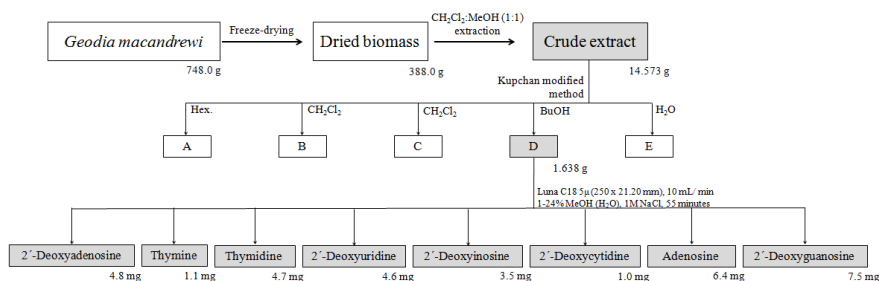 Geodia macandrewi
Freeze-drying
Dried biomass
CH₂Cl₂:MeOH (1:1)
extraction
Crude extract
748.0 g
388.0 g
14.573 g
Kupchan modified
method
Hex.
CH₂Cl₂
CH₂Cl₂
BuOH
H₂O
A
B
C
D
E
1.638 g
Luna C18 5µ (250 x 21.20 mm), 10 mL/ min
1-24% MeOH (H₂O), 1M NaCl, 55 minutes
2´-Deoxyadenosine
Thymine
Thymidine
2´-Deoxyuridine
2´-Deoxyinosine
2´-Deoxycytidine
Adenosine
2´-Deoxyguanosine
4.8 mg
1.1 mg
4.7 mg
4.6 mg
3.5 mg
1.0 mg
6.4 mg
7.5 mg